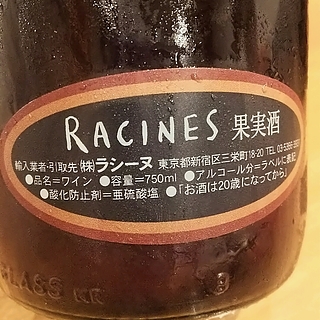 RACINES 果実酒
輸入業者・引取先 ㈱ラシーヌ 東京都新宿区三栄町18-20 TEL 03-5366-
●品名=ワイン ●容量=750ml ●アルコール分=ラベルに表記
●酸化防止剤=亜硫酸塩 ●「お酒は20歳になってから」
GLASS KK 9